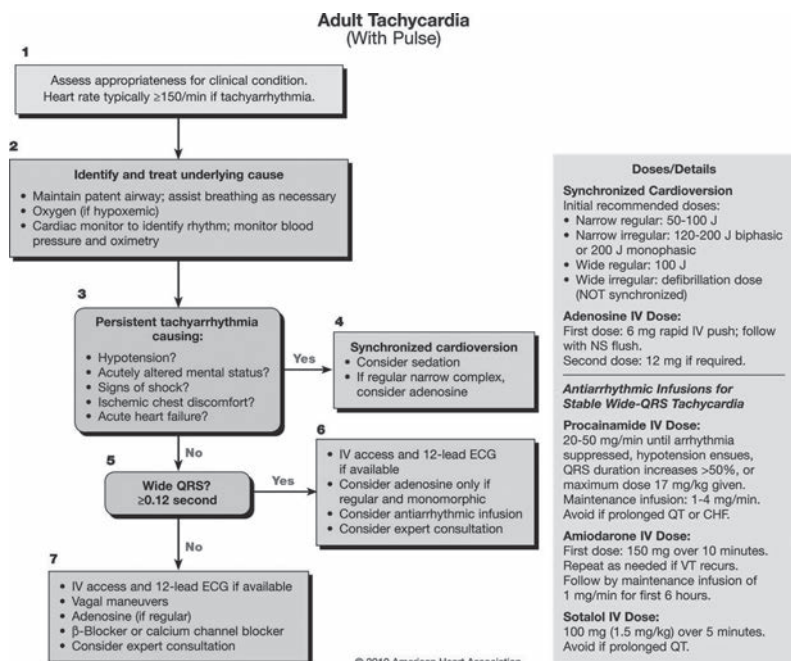 Adult Tachycardia
(With Pulse)
1
Assess appropriateness for clinical condition.
Heart rate typically ≥150/min if tachyarrhythmia.
2
Identify and treat underlying cause
• Maintain patent airway; assist breathing as necessary
• Oxygen (if hypoxemic)
• Cardiac monitor to identify rhythm; monitor blood
pressure and oximetry
3
Persistent tachyarrhythmia
causing:
• Hypotension?
• Acutely altered mental status?
• Signs of shock?
• Ischemic chest discomfort?
• Acute heart failure?
Yes
4
Synchronized cardioversion
• Consider sedation
• If regular narrow complex,
consider adenosine
No
5
Wide QRS?
≥0.12 second
Yes
6
• IV access and 12-lead ECG
if available
• Consider adenosine only if
regular and monomorphic
• Consider antiarrhythmic infusion
• Consider expert consultation
No
7
• IV access and 12-lead ECG if available
• Vagal maneuvers
• Adenosine (if regular)
• β-Blocker or calcium channel blocker
• Consider expert consultation
Doses/Details
Synchronized Cardioversion
Initial recommended doses:
• Narrow regular: 50-100 J
• Narrow irregular: 120-200 J biphasic
or 200 J monophasic
• Wide regular: 100 J
• Wide irregular: defibrillation dose
(NOT synchronized)
Adenosine IV Dose:
First dose: 6 mg rapid IV push; follow
with NS flush.
Second dose: 12 mg if required.
Antiarrhythmic Infusions for
Stable Wide-QRS Tachycardia
Procainamide IV Dose:
20-50 mg/min until arrhythmia
suppressed, hypotension ensues,
QRS duration increases >50%, or
maximum dose 17 mg/kg given.
Maintenance infusion: 1-4 mg/min.
Avoid if prolonged QT or CHF.
Amiodarone IV Dose:
First dose: 150 mg over 10 minutes.
Repeat as needed if VT recurs.
Follow by maintenance infusion of
1 mg/min for first 6 hours.
Sotalol IV Dose:
100 mg (1.5 mg/kg) over 5 minutes.
Avoid if prolonged QT.
© 2010 American Heart Association